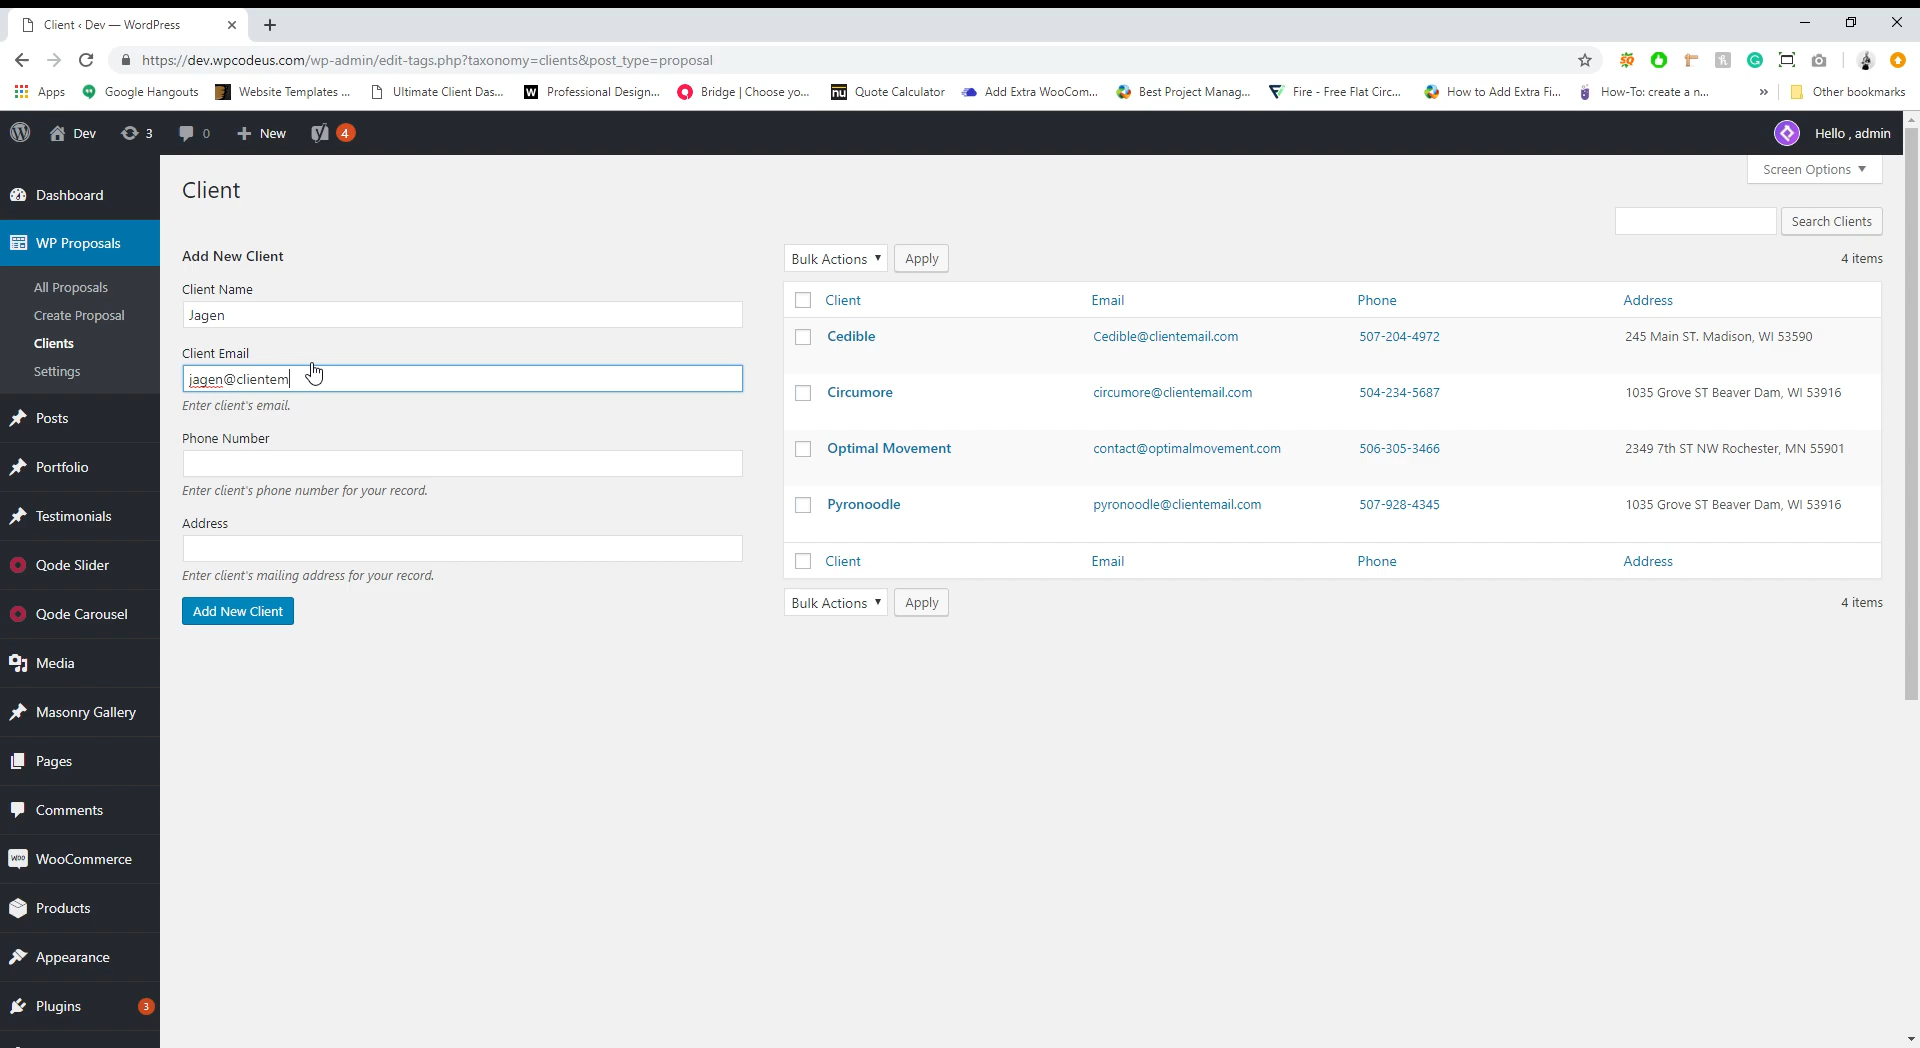 Client ‹ Dev — WordPress
https://dev.wpcodeus.com/wp-admin/edit-tags.php?taxonomy=clients&post_type=proposal
Apps Google Hangouts Website Templates ... Ultimate Client Das... Professional Design... Bridge | Choose yo... Quote Calculator Add Extra WooCom... Best Project Manag... Fire - Free Flat Circ... How to Add Extra Fi... How-To: create a n... » Other bookmarks
Dev 3 0 New 4 Hello , admin
Screen Options
Client
Search Clients
4 items
Dashboard
WP Proposals
All Proposals
Create Proposal
Clients
Settings
Posts
Portfolio
Testimonials
Qode Slider
Qode Carousel
Media
Masonry Gallery
Pages
Comments
WooCommerce
Products
Appearance
Plugins 3
Add New Client
Client Name
Jagen
Client Email
jagen@clientem
Enter client's email.
Phone Number
Enter client's phone number for your record.
Address
Enter client's mailing address for your record.
Add New Client
Bulk Actions Apply
Client Email Phone Address
Cedible Cedible@clientemail.com 507-204-4972 245 Main ST. Madison, WI 53590
Circumore circumore@clientemail.com 504-234-5687 1035 Grove ST Beaver Dam, WI 53916
Optimal Movement contact@optimalmovement.com 506-305-3466 2349 7th ST NW Rochester, MN 55901
Pyronoodle pyronoodle@clientemail.com 507-928-4345 1035 Grove ST Beaver Dam, WI 53916
Client Email Phone Address
Bulk Actions Apply
4 items